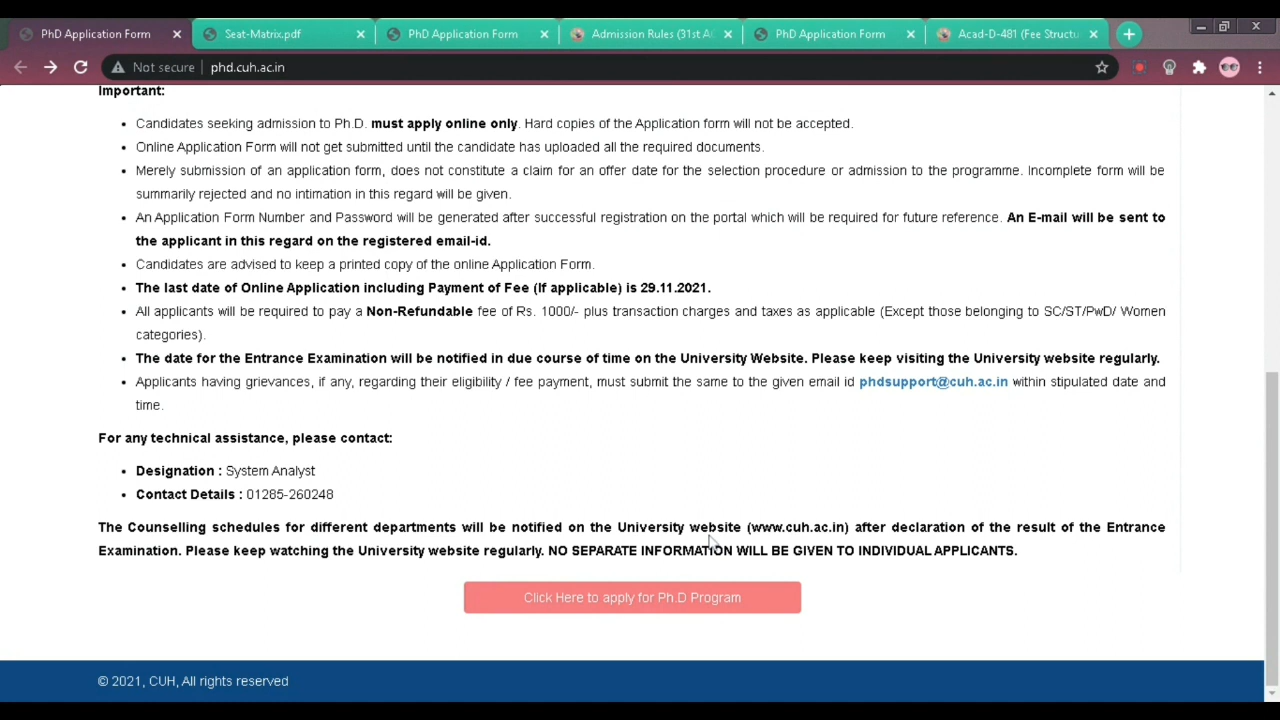 PhD Application Form
Seat-Matrix.pdf
PhD Application Form
Admission Rules (31st A
PhD Application Form
Acad-D-481 (Fee Structu
Not secure | phd.cuh.ac.in
Important:
• Candidates seeking admission to Ph.D. must apply online only. Hard copies of the Application form will not be accepted.
• Online Application Form will not get submitted until the candidate has uploaded all the required documents.
• Merely submission of an application form, does not constitute a claim for an offer date for the selection procedure or admission to the programme. Incomplete form will be
summarily rejected and no intimation in this regard will be given.
• An Application Form Number and Password will be generated after successful registration on the portal which will be required for future reference. An E-mail will be sent to
the applicant in this regard on the registered email-id.
• Candidates are advised to keep a printed copy of the online Application Form.
• The last date of Online Application including Payment of Fee (If applicable) is 29.11.2021.
• All applicants will be required to pay a Non-Refundable fee of Rs. 1000/- plus transaction charges and taxes as applicable (Except those belonging to SC/ST/PwD/ Women
categories).
• The date for the Entrance Examination will be notified in due course of time on the University Website. Please keep visiting the University website regularly.
• Applicants having grievances, if any, regarding their eligibility / fee payment, must submit the same to the given email id phdsupport@cuh.ac.in within stipulated date and
time.
For any technical assistance, please contact:
• Designation : System Analyst
• Contact Details : 01285-260248
The Counselling schedules for different departments will be notified on the University website (www.cuh.ac.in) after declaration of the result of the Entrance
Examination. Please keep watching the University website regularly. NO SEPARATE INFORMATION WILL BE GIVEN TO INDIVIDUAL APPLICANTS.
Click Here to apply for Ph.D Program
© 2021, CUH, All rights reserved